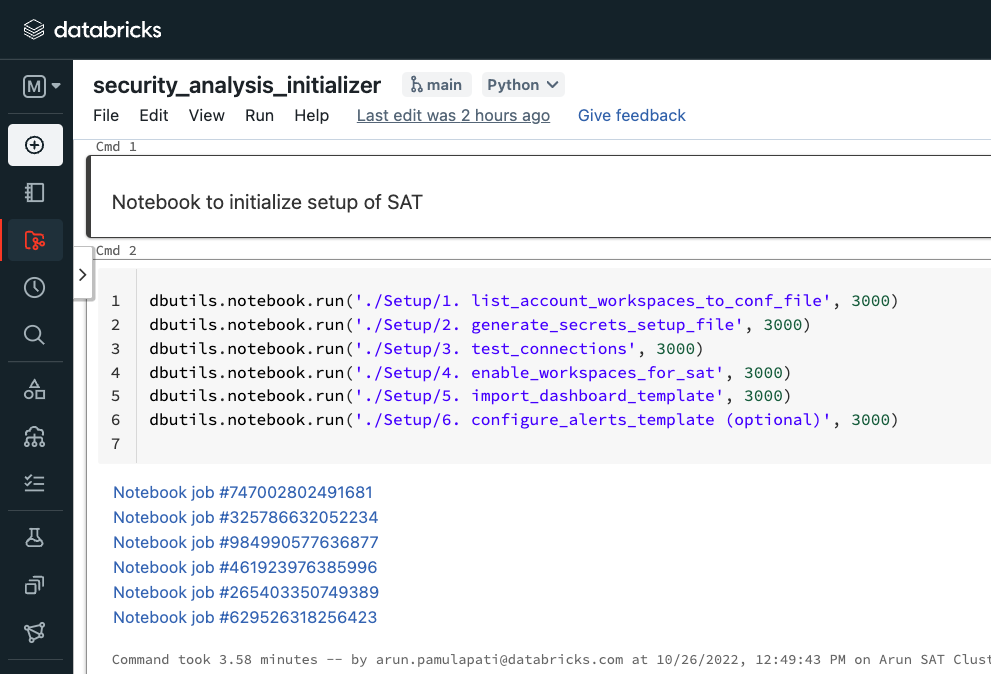 databricks
M
security_analysis_initializer
main
Python
File Edit View Run Help Last edit was 2 hours ago Give feedback
Cmd 1
Notebook to initialize setup of SAT
Cmd 2
1 dbutils.notebook.run('./Setup/1. list_account_workspaces_to_conf_file', 3000)
2 dbutils.notebook.run('./Setup/2. generate_secrets_setup_file', 3000)
3 dbutils.notebook.run('./Setup/3. test_connections', 3000)
4 dbutils.notebook.run('./Setup/4. enable_workspaces_for_sat', 3000)
5 dbutils.notebook.run('./Setup/5. import_dashboard_template', 3000)
6 dbutils.notebook.run('./Setup/6. configure_alerts_template (optional)', 3000)
7
Notebook job #747002802491681
Notebook job #325786632052234
Notebook job #984990577636877
Notebook job #461923976385996
Notebook job #265403350749389
Notebook job #629526318256423
Command took 3.58 minutes -- by arun.pamulapati@databricks.com at 10/26/2022, 12:49:43 PM on Arun SAT Clust